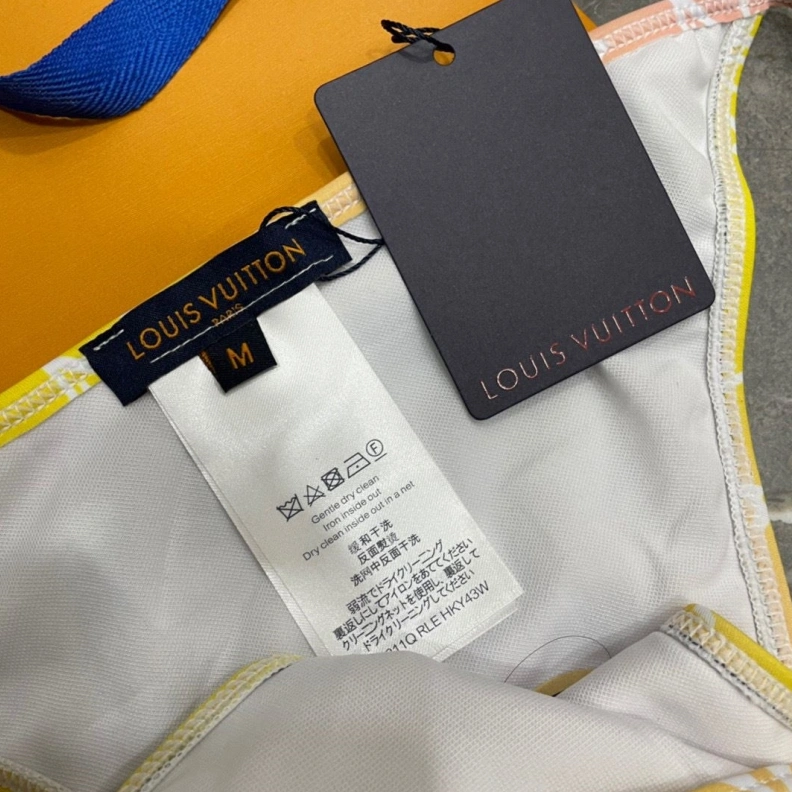 LOUIS VUITTON
LOUIS VUITTON
PARIS
M
Gentle dry clean
Iron inside out
Dry clean inside out in a net
缓和干洗
反面熨烫
洗网中反面干洗
弱流でドライクリーニング
裏返しにしてアイロンをあててください
クリーニングネットを使用し、裏返して
ドライクリーニングしてください
RLE HKY43W